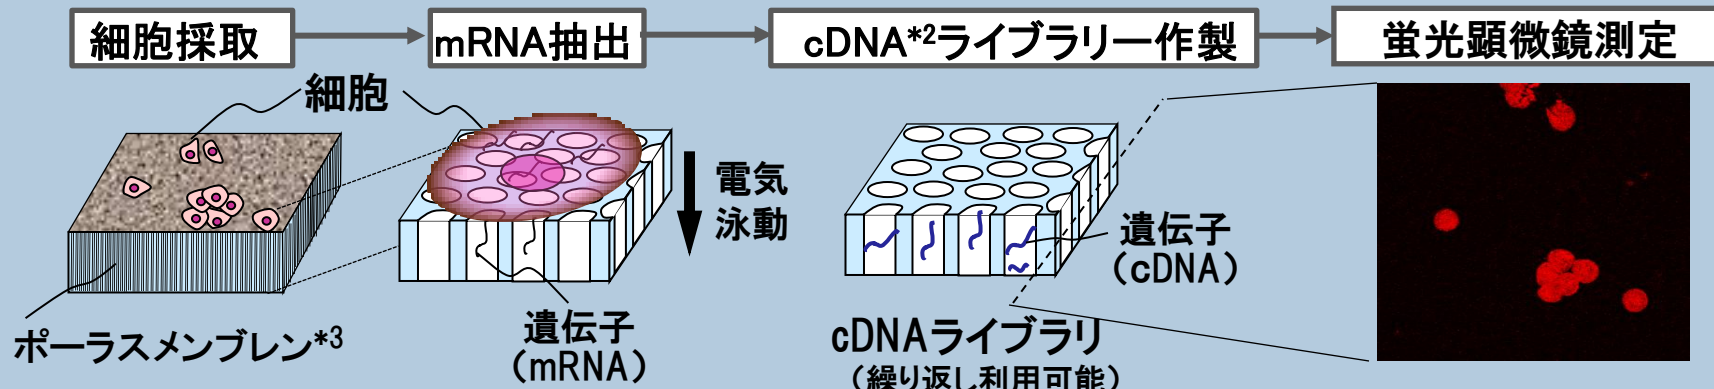 細胞採取
mRNA抽出
cDNA*2ライブラリー作製
蛍光顕微鏡測定
細胞
電気
泳動
遺伝子
(cDNA)
ポーラスメンブレン*3
遺伝子
(mRNA)
cDNAライブラリ
(繰り返し利用可能)